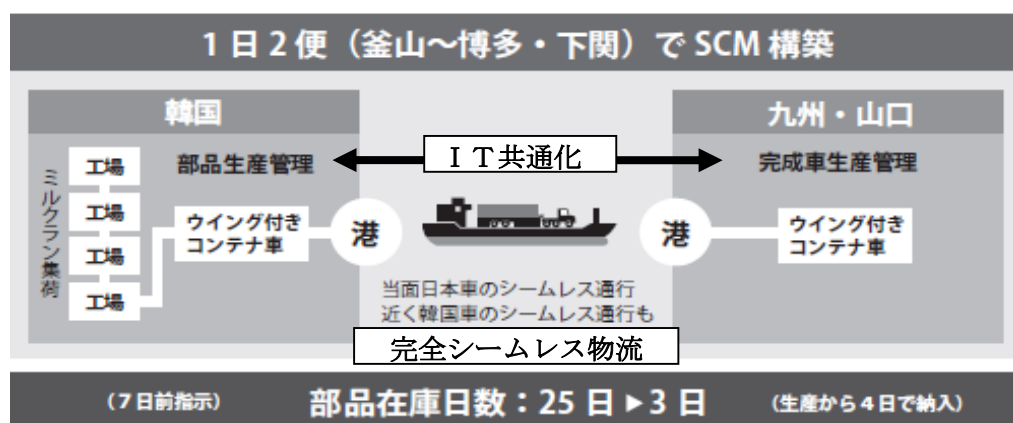 1日2便（釜山～博多・下関）でSCM構築
韓国
九州・山口
ミルクラン集荷
工場
工場
工場
工場
部品生産管理
ＩＴ共通化
完成車生産管理
ウイング付き
コンテナ車
港
港
ウイング付き
コンテナ車
当面日本車のシームレス通行
近く韓国車のシームレス通行も
完全シームレス物流
（7日前指示）
部品在庫日数：25日▶3日
（生産から4日で納入）